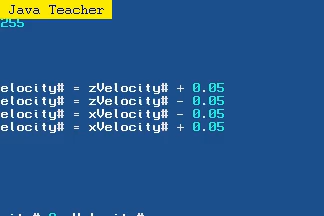 Java Teacher
255
elocity# = zVelocity# + 0.05
elocity# = zVelocity# - 0.05
elocity# = xVelocity# - 0.05
elocity# = xVelocity# + 0.05